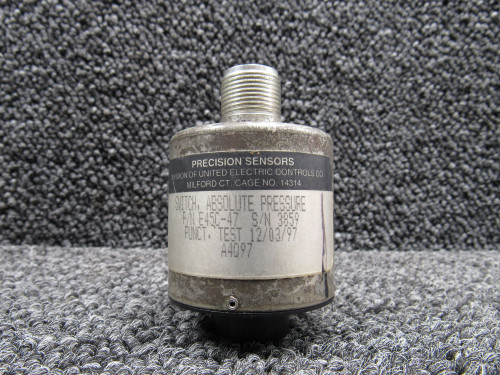 PRECISION SENSORS
DIVISION OF UNITED ELECTRIC CONTROLS CO
MILFORD CT. CAGE NO. 14314
SWITCH, ABSOLUTE PRESSURE
P/N E45C-47 S/N 3859
FUNCT. TEST 12/03/97
A4097